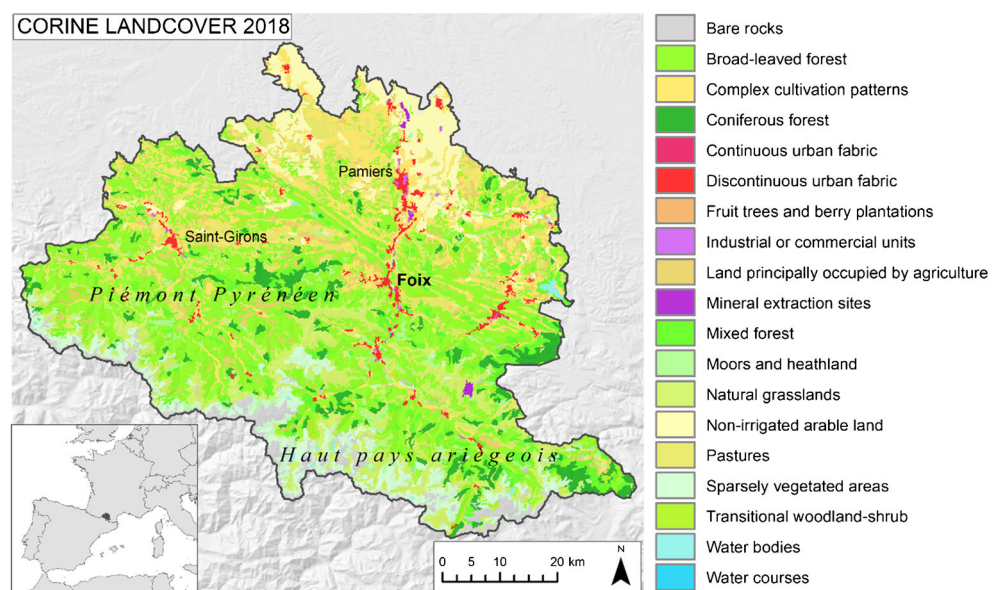 CORINE LANDCOVER 2018
Pamiers
Saint-Girons
Foix
Piémont Pyrénéen
Haut pays ariégeois
0 5 10 20 km
N
Bare rocks
Broad-leaved forest
Complex cultivation patterns
Coniferous forest
Continuous urban fabric
Discontinuous urban fabric
Fruit trees and berry plantations
Industrial or commercial units
Land principally occupied by agriculture
Mineral extraction sites
Mixed forest
Moors and heathland
Natural grasslands
Non-irrigated arable land
Pastures
Sparsely vegetated areas
Transitional woodland-shrub
Water bodies
Water courses